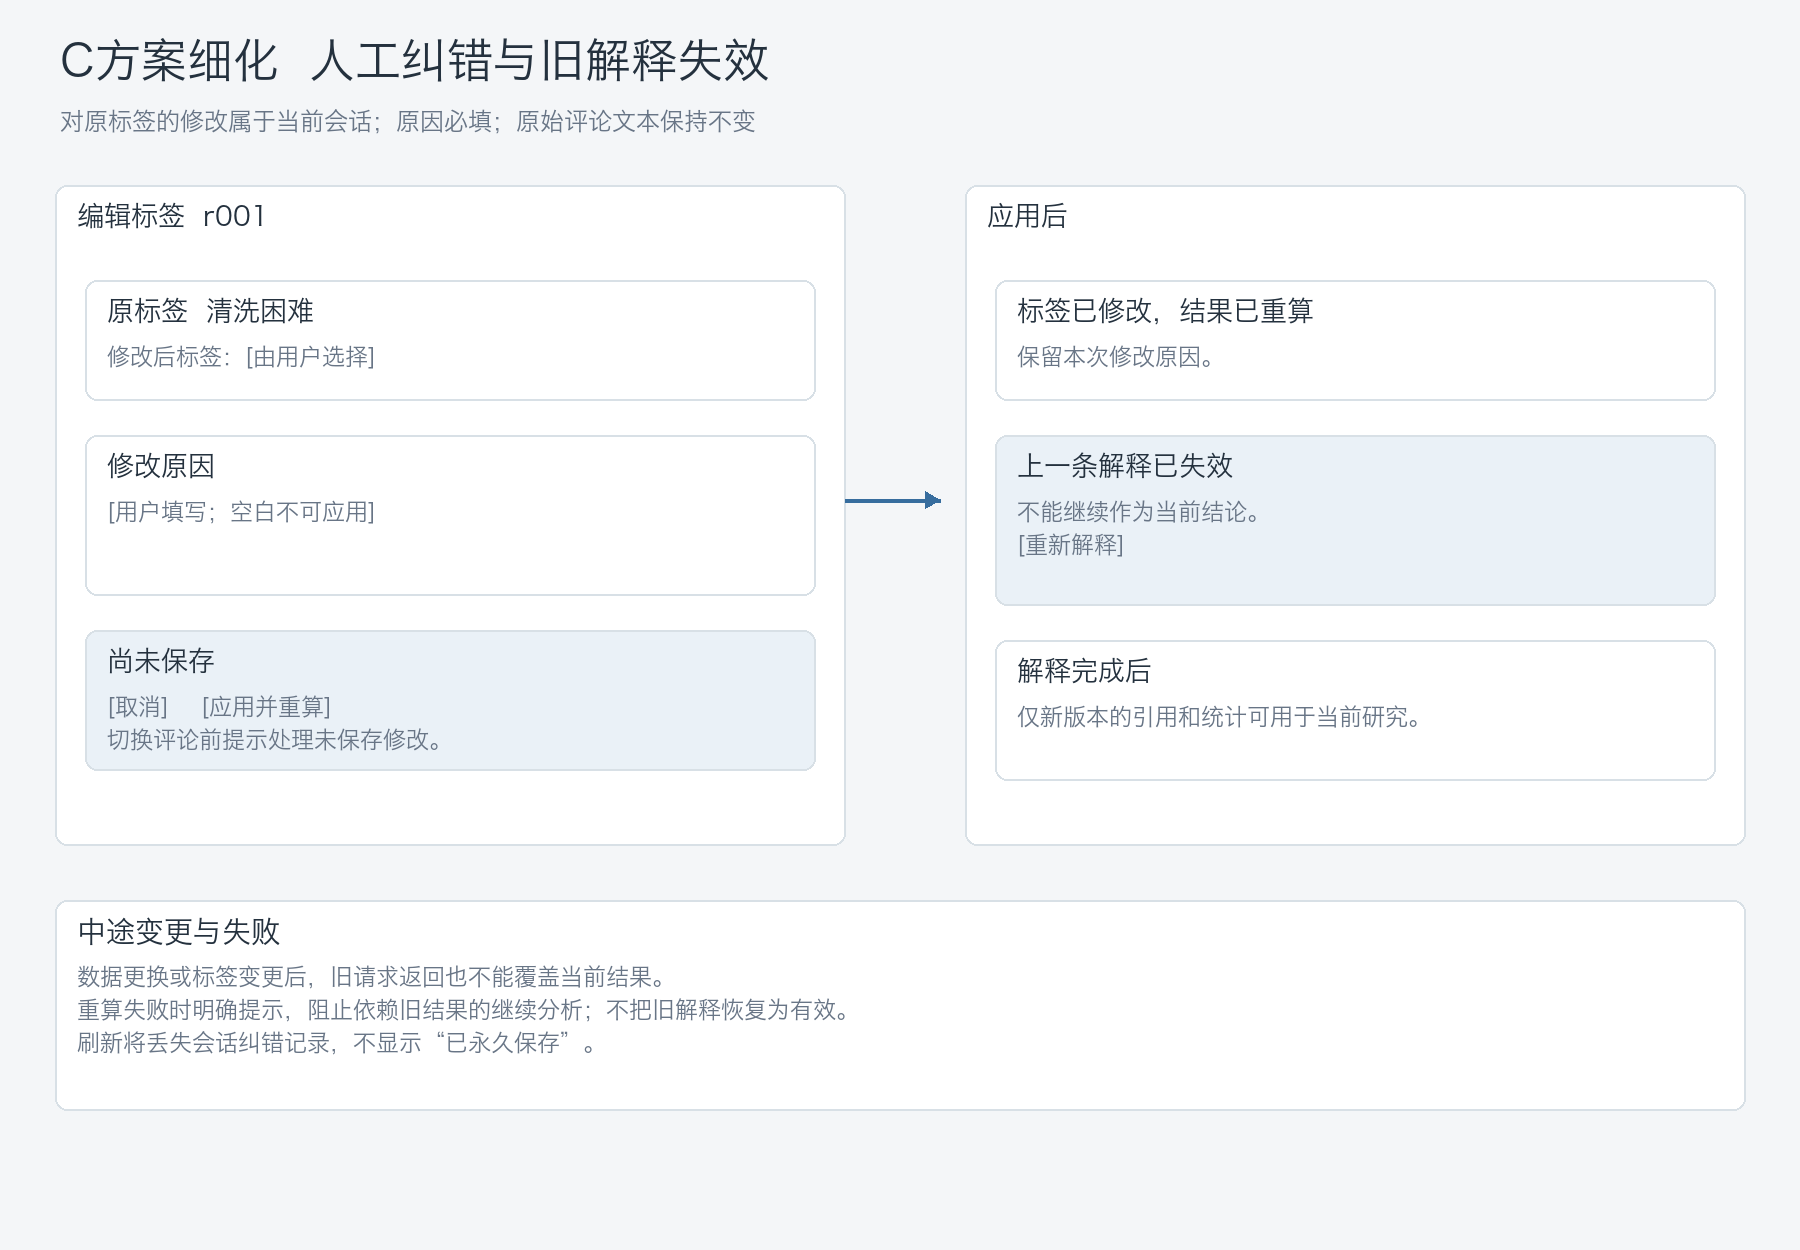 C方案细化 人工纠错与旧解释失效
对原标签的修改属于当前会话；原因必填；原始评论文本保持不变
编辑标签 r001
原标签 清洗困难
修改后标签：[由用户选择]
修改原因
[用户填写；空白不可应用]
尚未保存
[取消] [应用并重算]
切换评论前提示处理未保存修改。
应用后
标签已修改，结果已重算
保留本次修改原因。
上一条解释已失效
不能继续作为当前结论。
[重新解释]
解释完成后
仅新版本的引用和统计可用于当前研究。
中途变更与失败
数据更换或标签变更后，旧请求返回也不能覆盖当前结果。
重算失败时明确提示，阻止依赖旧结果的继续分析；不把旧解释恢复为有效。
刷新将丢失会话纠错记录，不显示“已永久保存”。